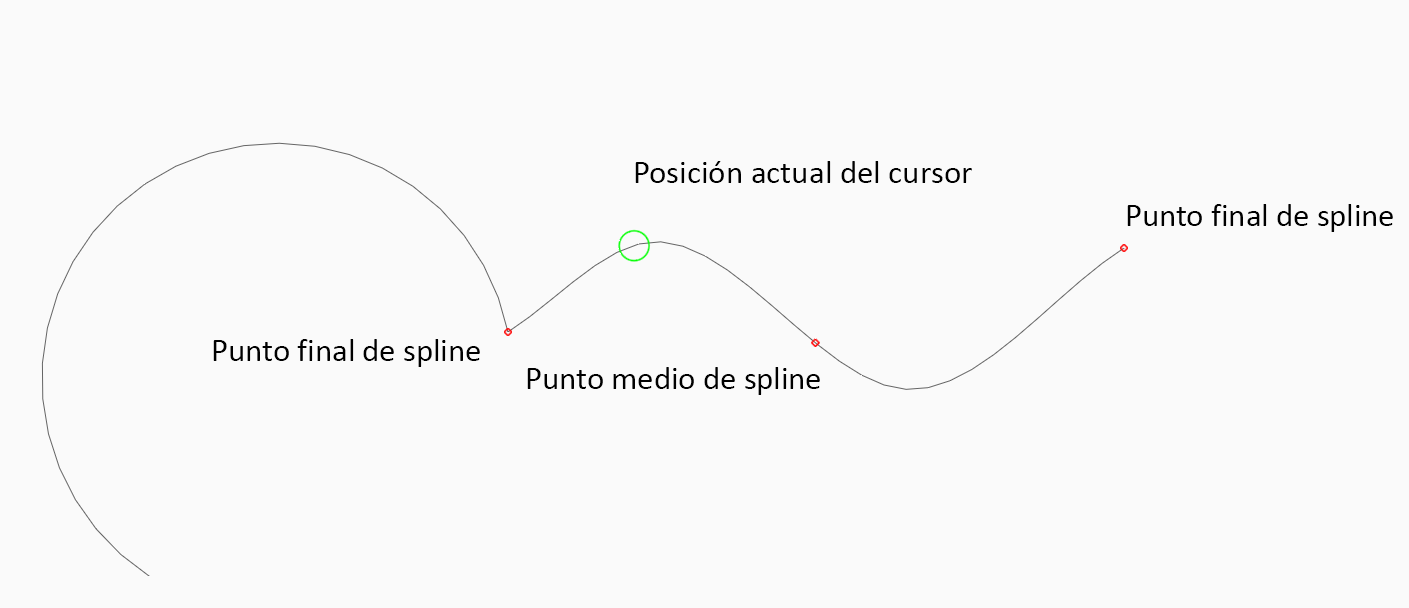 Posición actual del cursor
Punto final de spline
Punto final de spline
Punto medio de spline